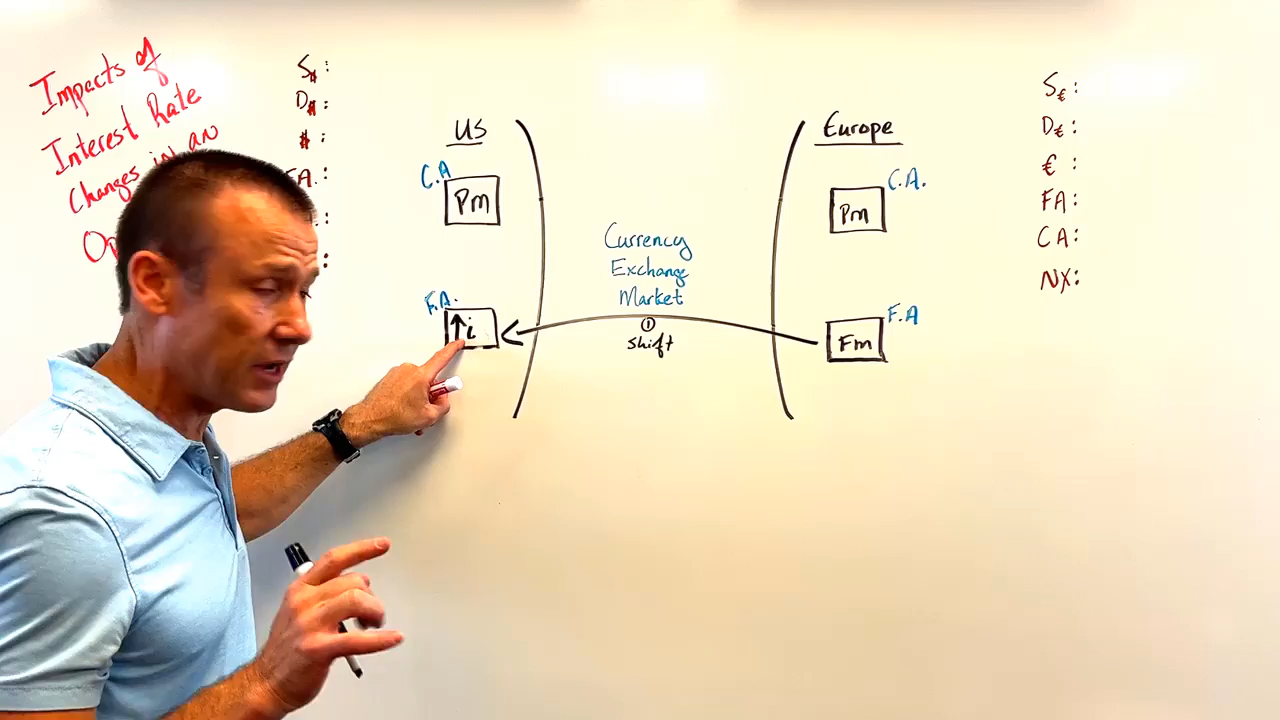 Impacts of
Interest Rate
Changes in an
Op
S$:
D$:
$:
FA:
:
:
US
C.A
Pm
F.A.
↑i
Currency
Exchange
Market
①
shift
Europe
C.A.
Pm
F.A
Fm
S€:
D€:
€:
FA:
CA:
NX: